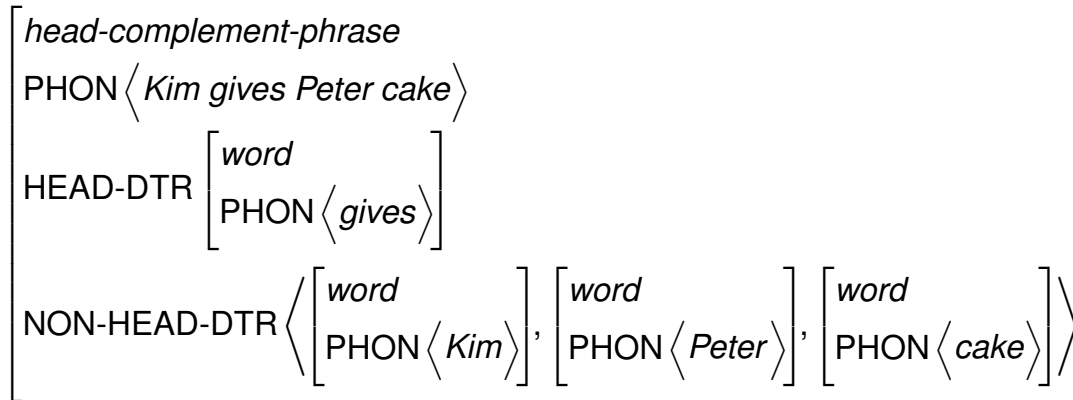 head-complement-phrase
PHON ⟨Kim gives Peter cake⟩
HEAD-DTR [word PHON ⟨gives⟩]
NON-HEAD-DTR ⟨[word PHON ⟨Kim⟩], [word PHON ⟨Peter⟩], [word PHON ⟨cake⟩]⟩